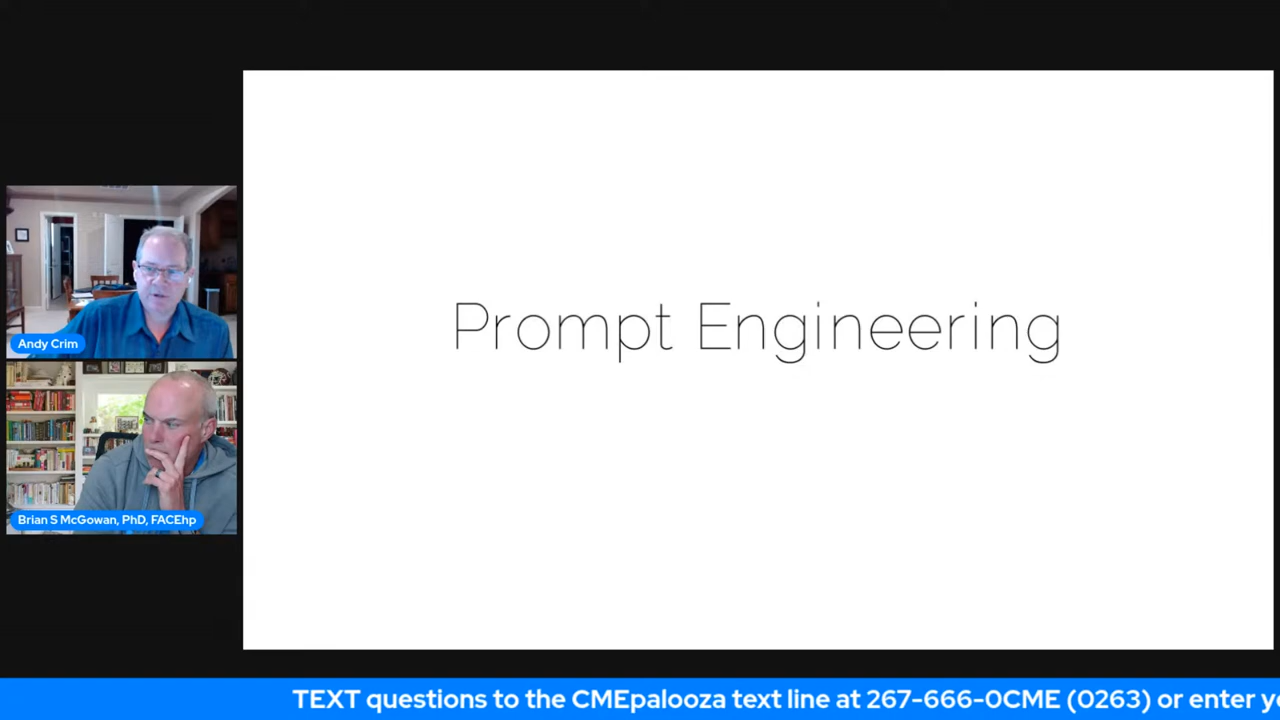 Prompt Engineering
Andy Crim
Brian S McGowan, PhD, FACEhp
TEXT questions to the CMEpalooza text line at 267-666-0CME (0263) or enter